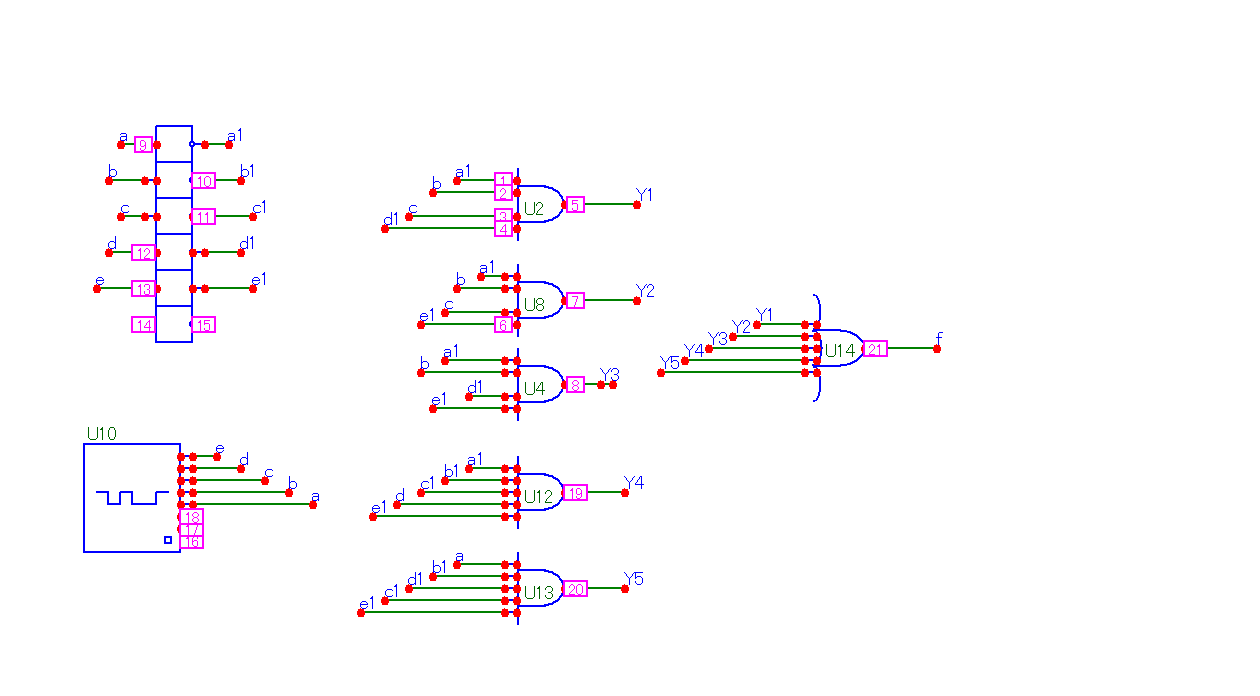 a 9 a1
b 10 b1
c 11 c1
d 12 d1
e 13 e1
14 15
a1 1
b 2
c 3
d1 4
U2 5 Y1
a1
b
c
e1 6
U8 7 Y2
a1
b
d1
e1
U4 8 Y3
Y1
Y2
Y3
Y4
Y5
U14 21 f
U10
e
d
c
b
a
18
17
16
a1
b1
c1
d
e1
U12 19 Y4
a
b1
d1
c1
e1
U13 20 Y5